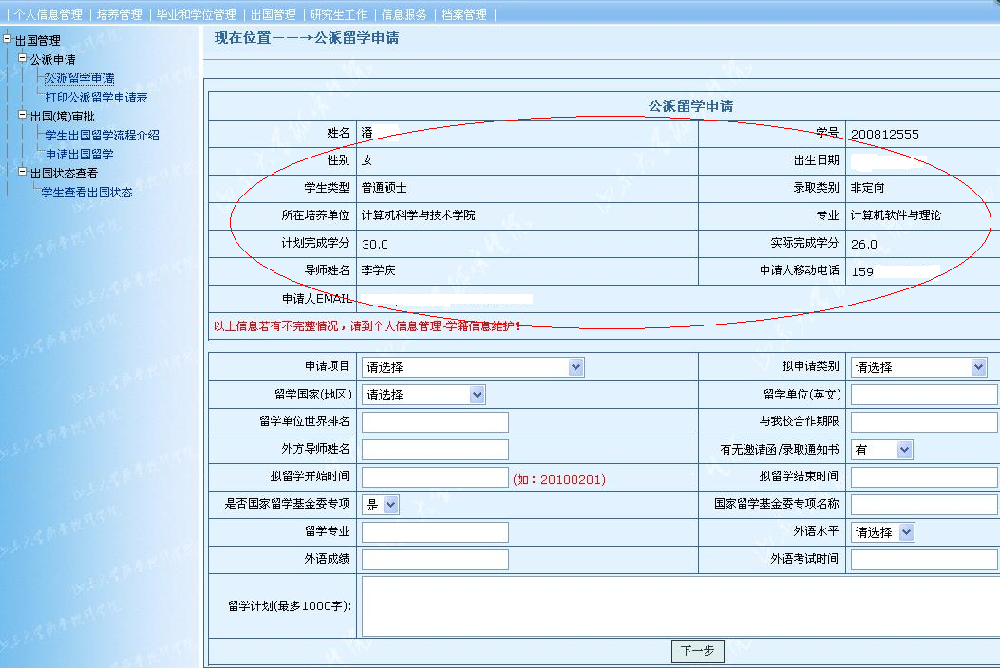 | 个人信息管理 | 培养管理 | 毕业和学位管理 | 出国管理 | 研究生工作 | 信息服务 | 档案管理 |
出国管理
公派申请
公派留学申请
打印公派留学申请表
出国(境)审批
学生出国留学流程介绍
申请出国留学
出国状态查看
学生查看出国状态
现在位置－－→公派留学申请
公派留学申请
姓名 潘 学号 200812555
性别 女 出生日期
学生类型 普通硕士 录取类别 非定向
所在培养单位 计算机科学与技术学院 专业 计算机软件与理论
计划完成学分 30.0 实际完成学分 26.0
导师姓名 李学庆 申请人移动电话 159
申请人EMAIL
以上信息若有不完整情况，请到个人信息管理-学籍信息维护！
申请项目 请选择 拟申请类别 请选择
留学国家(地区) 请选择 留学单位(英文)
留学单位世界排名 与我校合作期限
外方导师姓名 有无邀请函/录取通知书 有
拟留学开始时间 (如：20100201) 拟留学结束时间
是否国家留学基金委专项 是 国家留学基金委专项名称
留学专业 外语水平 请选择
外语成绩 外语考试时间
留学计划(最多1000字):
下一步